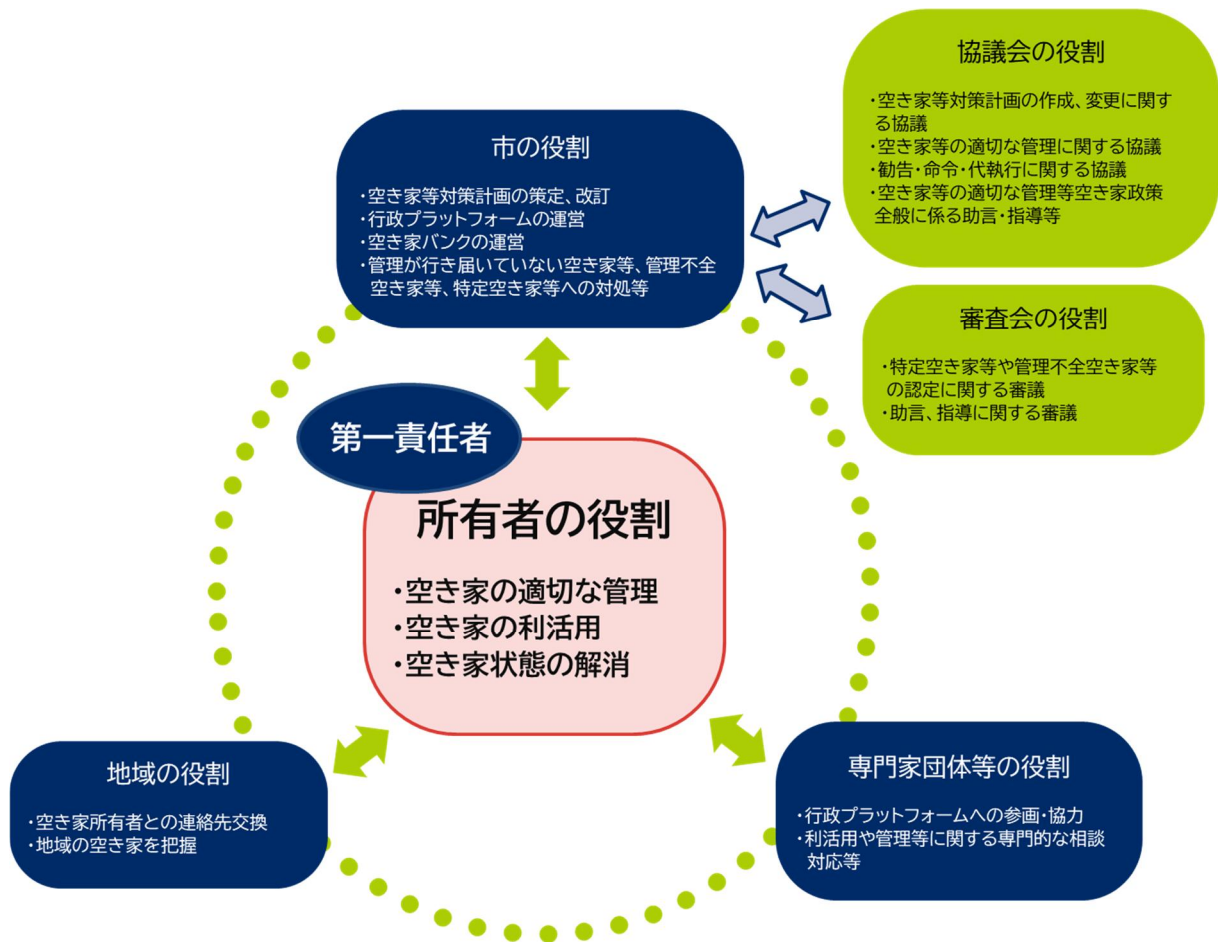 市の役割
・空き家等対策計画の策定、改訂
・行政プラットフォームの運営
・空き家バンクの運営
・管理が行き届いていない空き家等、管理不全
空き家等、特定空き家等への対処等
協議会の役割
・空き家等対策計画の作成、変更に関す
る協議
・空き家等の適切な管理に関する協議
・勧告・命令・代執行に関する協議
・空き家等の適切な管理等空き家政策
全般に係る助言・指導等
審査会の役割
・特定空き家等や管理不全空き家等
の認定に関する審議
・助言、指導に関する審議
第一責任者
所有者の役割
・空き家の適切な管理
・空き家の利活用
・空き家状態の解消
地域の役割
・空き家所有者との連絡先交換
・地域の空き家を把握
専門家団体等の役割
・行政プラットフォームへの参画・協力
・利活用や管理等に関する専門的な相談
対応等